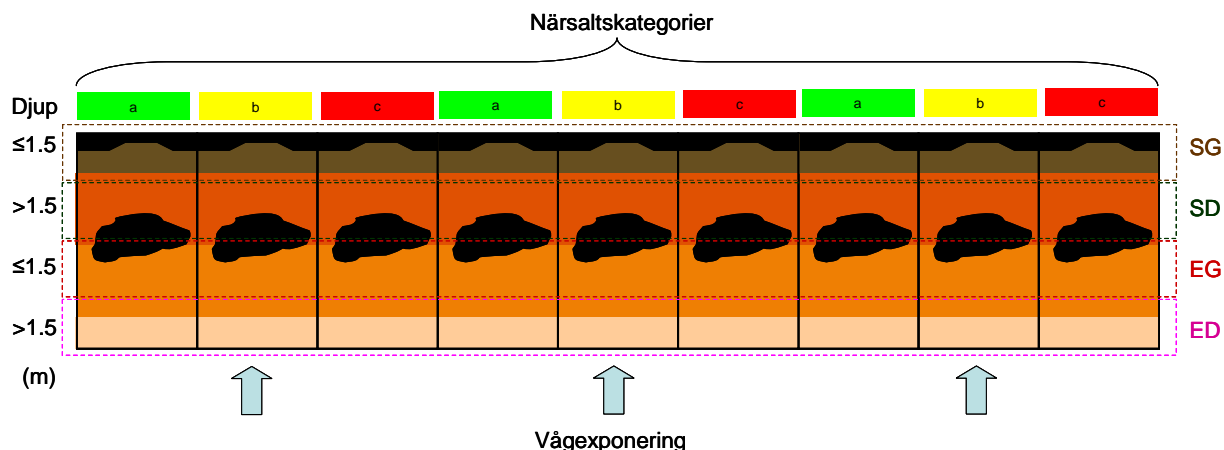 Närsaltskategorier
Djup
a b c a b c a b c
≤1.5 SG
>1.5 SD
≤1.5 EG
>1.5 ED
(m)
Vågexponering